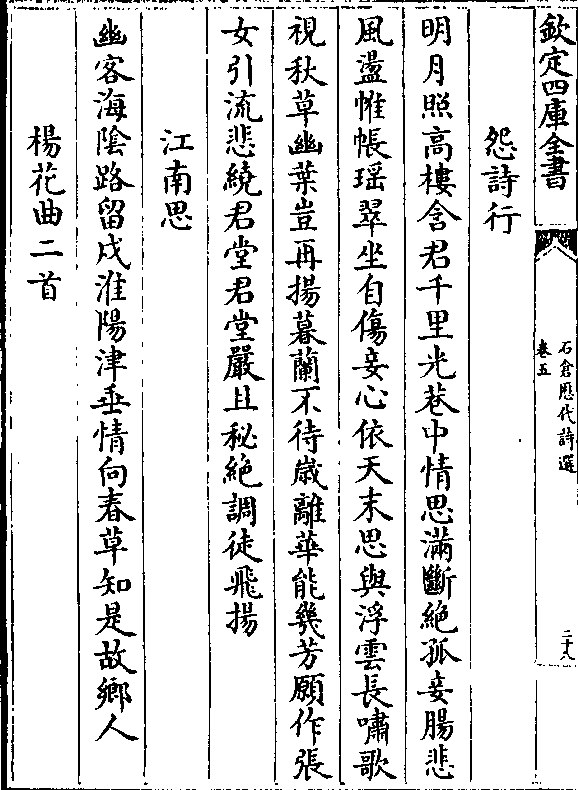 欽定四庫全書
石倉歷代詩選
卷五
二十八
怨詩行
明月照高樓含君千里光巷中情思滿斷絶孤妾腸悲
風盪帷帳瑶翠坐自傷妾心依天末思與浮雲長嘯歌
視秋草幽葉豈再揚暮蘭不待歳離華能幾芳願作張
女引流悲繞君堂君堂嚴且秘絶調徒飛揚
江南思
幽客海隂路留戍淮陽津垂情向春草知是故鄉人
楊花曲二首